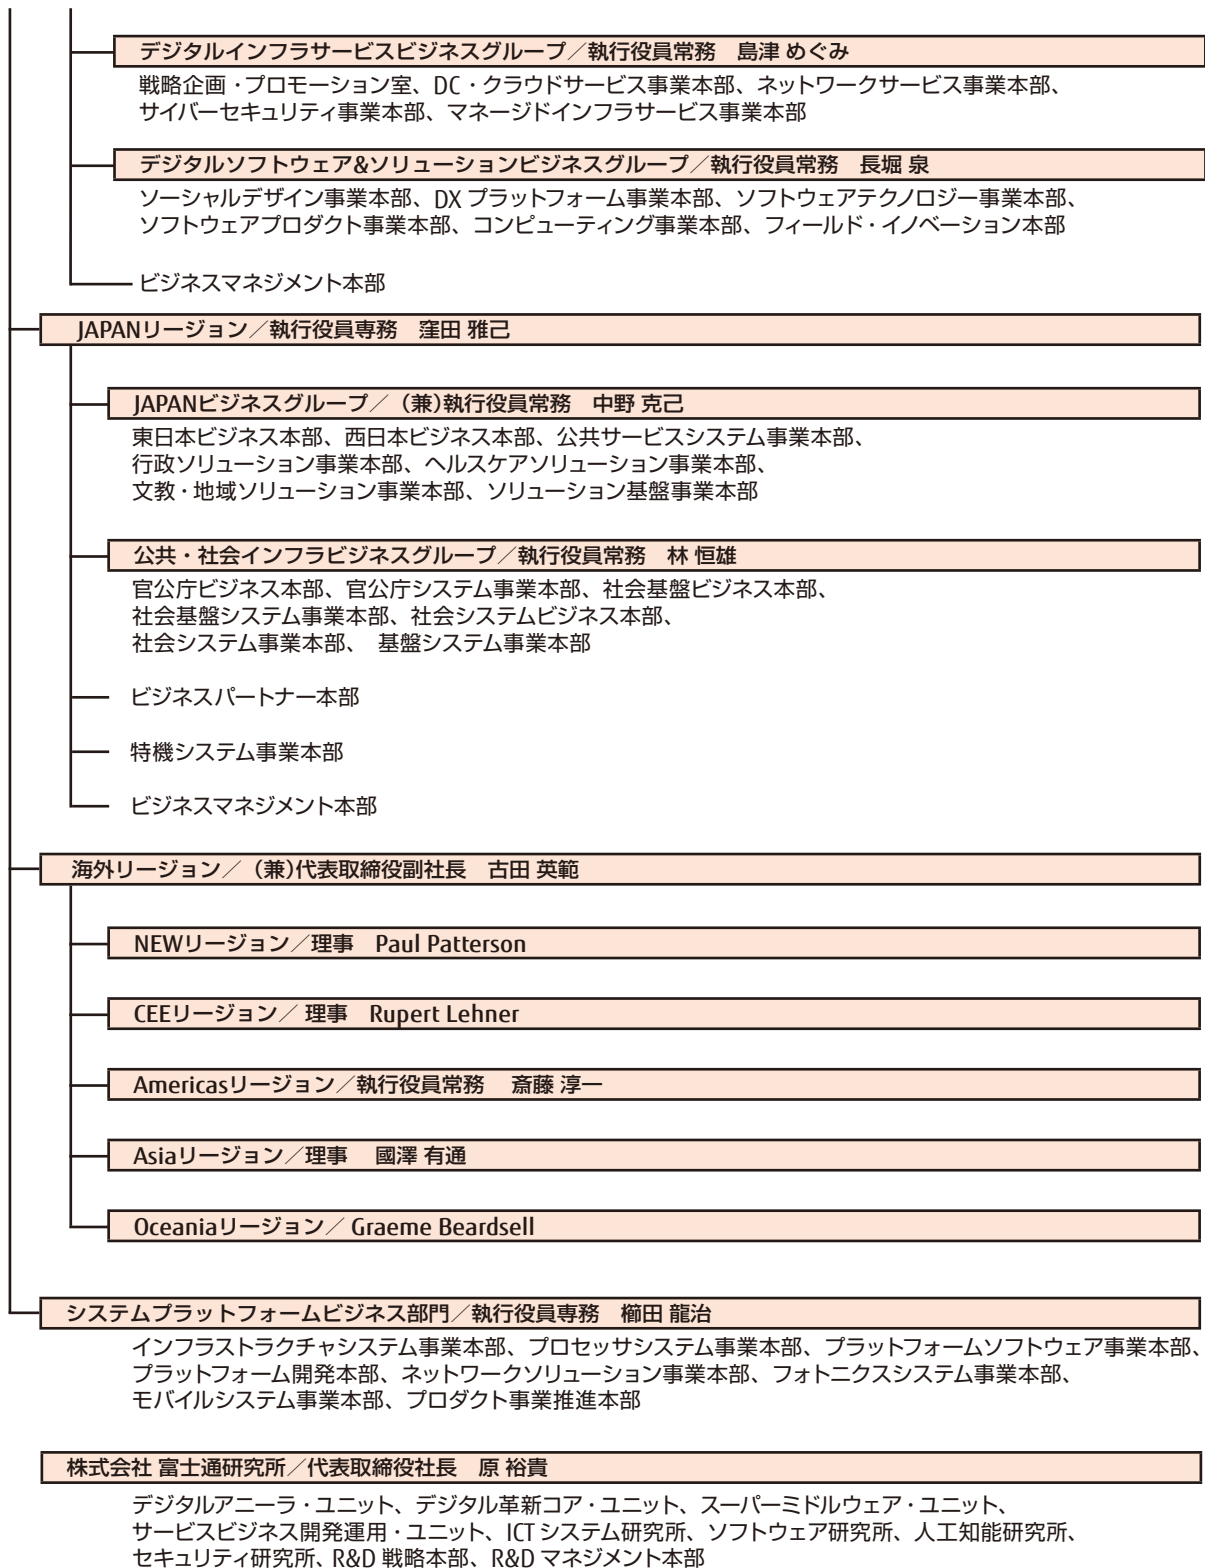 デジタルインフラサービスビジネスグループ／執行役員常務　島津 めぐみ
戦略企画・プロモーション室、DC・クラウドサービス事業本部、ネットワークサービス事業本部、
サイバーセキュリティ事業本部、マネージドインフラサービス事業本部
デジタルソフトウェア&ソリューションビジネスグループ／執行役員常務　長堀 泉
ソーシャルデザイン事業本部、DX プラットフォーム事業本部、ソフトウェアテクノロジー事業本部、
ソフトウェアプロダクト事業本部、コンピューティング事業本部、フィールド・イノベーション本部
ビジネスマネジメント本部
JAPANリージョン／執行役員専務　窪田 雅己
JAPANビジネスグループ／（兼）執行役員常務　中野 克己
東日本ビジネス本部、西日本ビジネス本部、公共サービスシステム事業本部、
行政ソリューション事業本部、ヘルスケアソリューション事業本部、
文教・地域ソリューション事業本部、ソリューション基盤事業本部
公共・社会インフラビジネスグループ／執行役員常務　林 恒雄
官公庁ビジネス本部、官公庁システム事業本部、社会基盤ビジネス本部、
社会基盤システム事業本部、社会システムビジネス本部、
社会システム事業本部、　基盤システム事業本部
ビジネスパートナー本部
特機システム事業本部
ビジネスマネジメント本部
海外リージョン／（兼）代表取締役副社長　古田 英範
NEWリージョン／理事　Paul Patterson
CEEリージョン／ 理事　Rupert Lehner
Americasリージョン／執行役員常務　斎藤 淳一
Asiaリージョン／理事　國澤 有通
Oceaniaリージョン／ Graeme Beardsell
システムプラットフォームビジネス部門／執行役員専務　櫛田 龍治
インフラストラクチャシステム事業本部、プロセッサシステム事業本部、プラットフォームソフトウェア事業本部、
プラットフォーム開発本部、ネットワークソリューション事業本部、フォトニクスシステム事業本部、
モバイルシステム事業本部、プロダクト事業推進本部
株式会社 富士通研究所／代表取締役社長　原 裕貴
デジタルアニーラ・ユニット、デジタル革新コア・ユニット、スーパーミドルウェア・ユニット、
サービスビジネス開発運用・ユニット、ICT システム研究所、ソフトウェア研究所、人工知能研究所、
セキュリティ研究所、R&D 戦略本部、R&D マネジメント本部